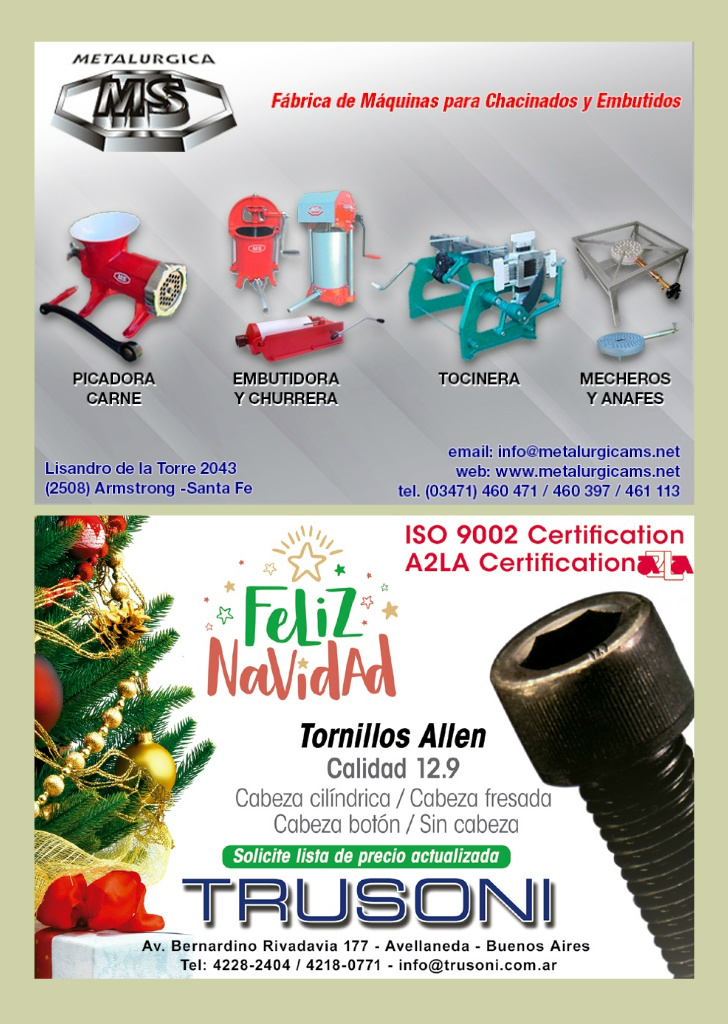 METALURGICA
MS
Fábrica de Máquinas para Chacinados y Embutidos
MS
PICADORA
CARNE
EMBUTIDORA
Y CHURRERA
TOCINERA
MECHEROS
Y ANAFES
Lisandro de la Torre 2043
(2508) Armstrong -Santa Fe
email: info@metalurgicams.net
web: www.metalurgicams.net
tel. (03471) 460 471 / 460 397 / 461 113
ISO 9002 Certification
A2LA Certification
a2la
Feliz
Navidad
Tornillos Allen
Calidad 12.9
Cabeza cilíndrica / Cabeza fresada
Cabeza botón / Sin cabeza
Solicite lista de precio actualizada
TRUSONI
Av. Bernardino Rivadavia 177 - Avellaneda - Buenos Aires
Tel: 4228-2404 / 4218-0771 - info@trusoni.com.ar